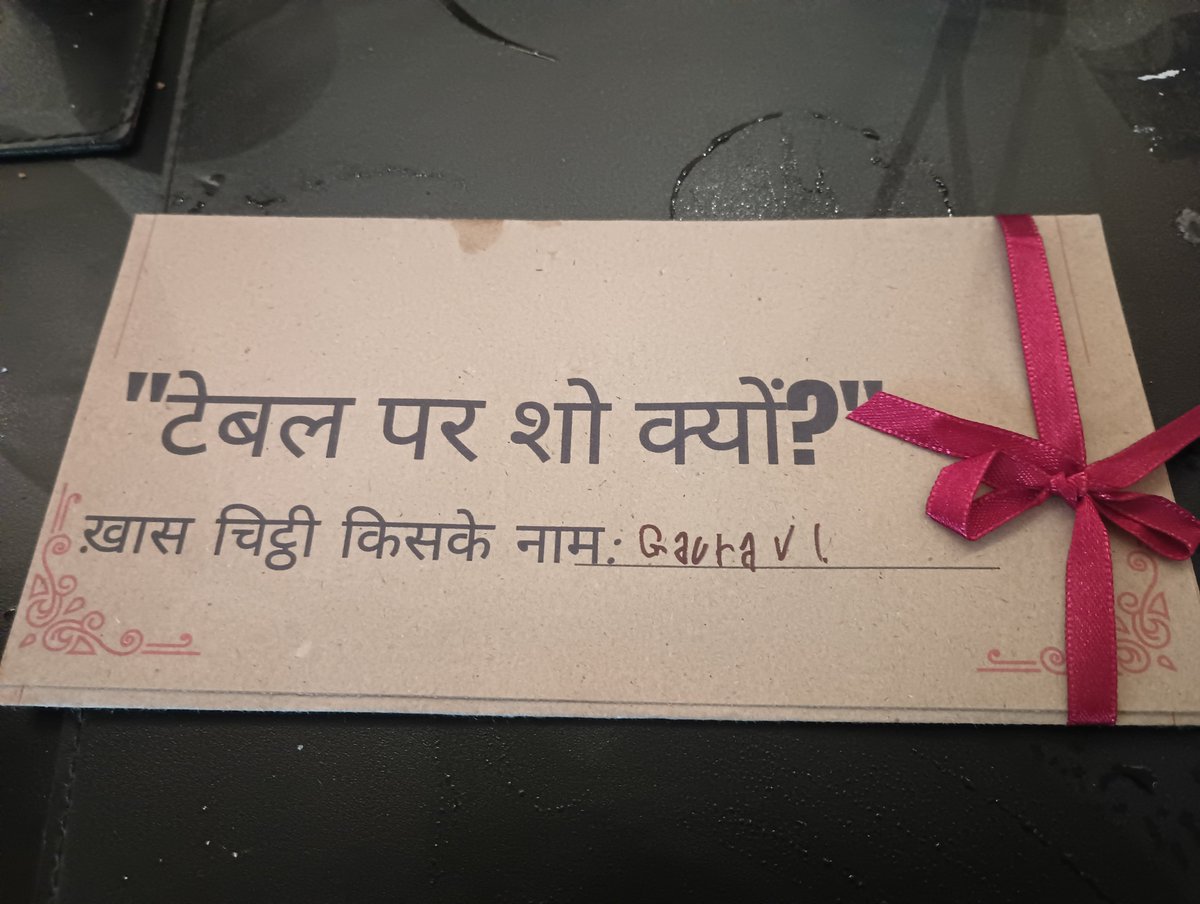 "टेबल पर शो क्यों?"
ख़ास चिट्ठी किसके नाम: Gaurav